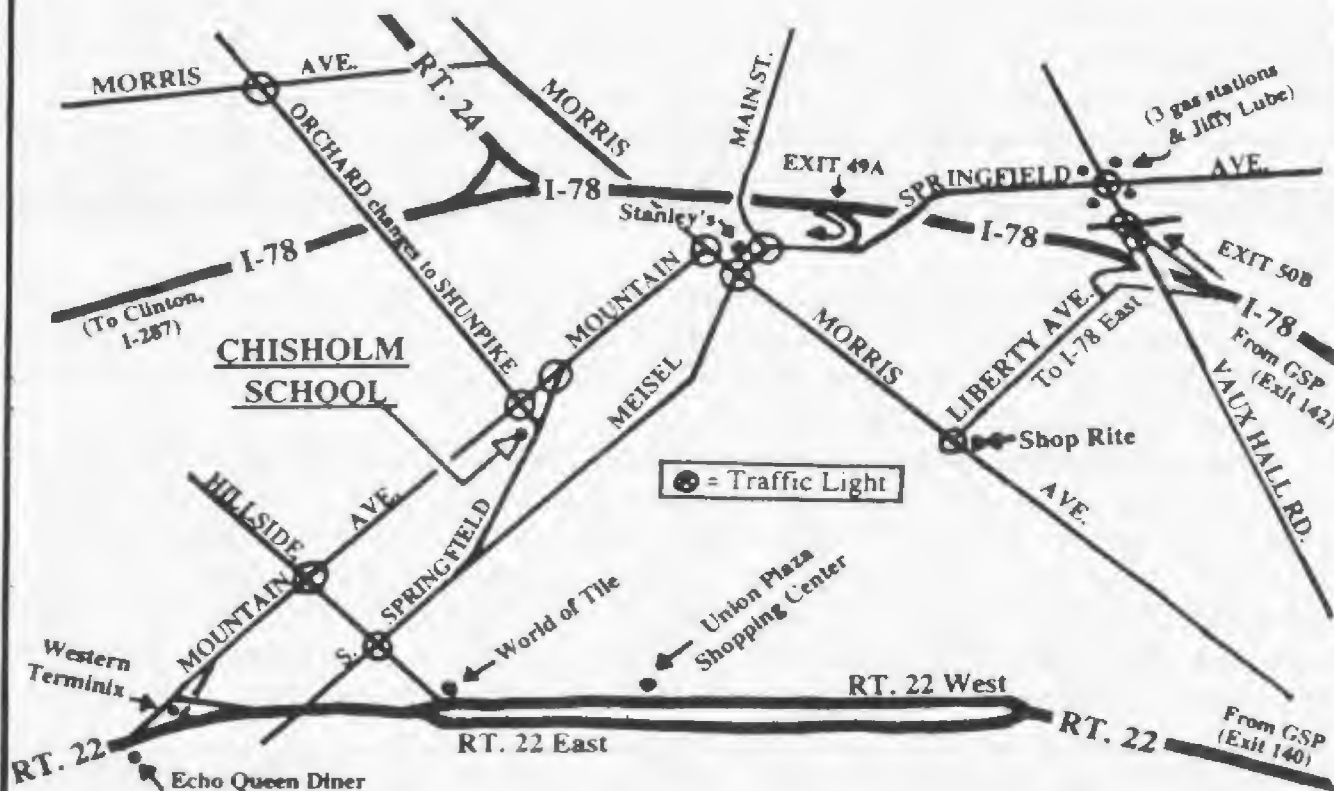 MORRIS AVE.
RT. 24
MORRIS
MAIN ST.
(3 gas stations
& Jiffy Lube)
EXIT 49A
SPRINGFIELD AVE.
ORCHARD changes to SHUNPIKE
I-78
Stanley's
I-78
I-78
(To Clinton,
I-287)
EXIT 50B
I-78
From GSP
(Exit 142)
MOUNTAIN
CHISHOLM
SCHOOL
MEISEL
MORRIS
LIBERTY AVE.
To I-78 East
VAUX HALL RD.
Shop Rite
= Traffic Light
AVE.
HILLSIDE
AVE.
MOUNTAIN
S. SPRINGFIELD
World of Tile
Union Plaza
Shopping Center
Western
Terminix
RT. 22 West
RT. 22
RT. 22 East
RT. 22
From GSP
(Exit 140)
Echo Queen Diner